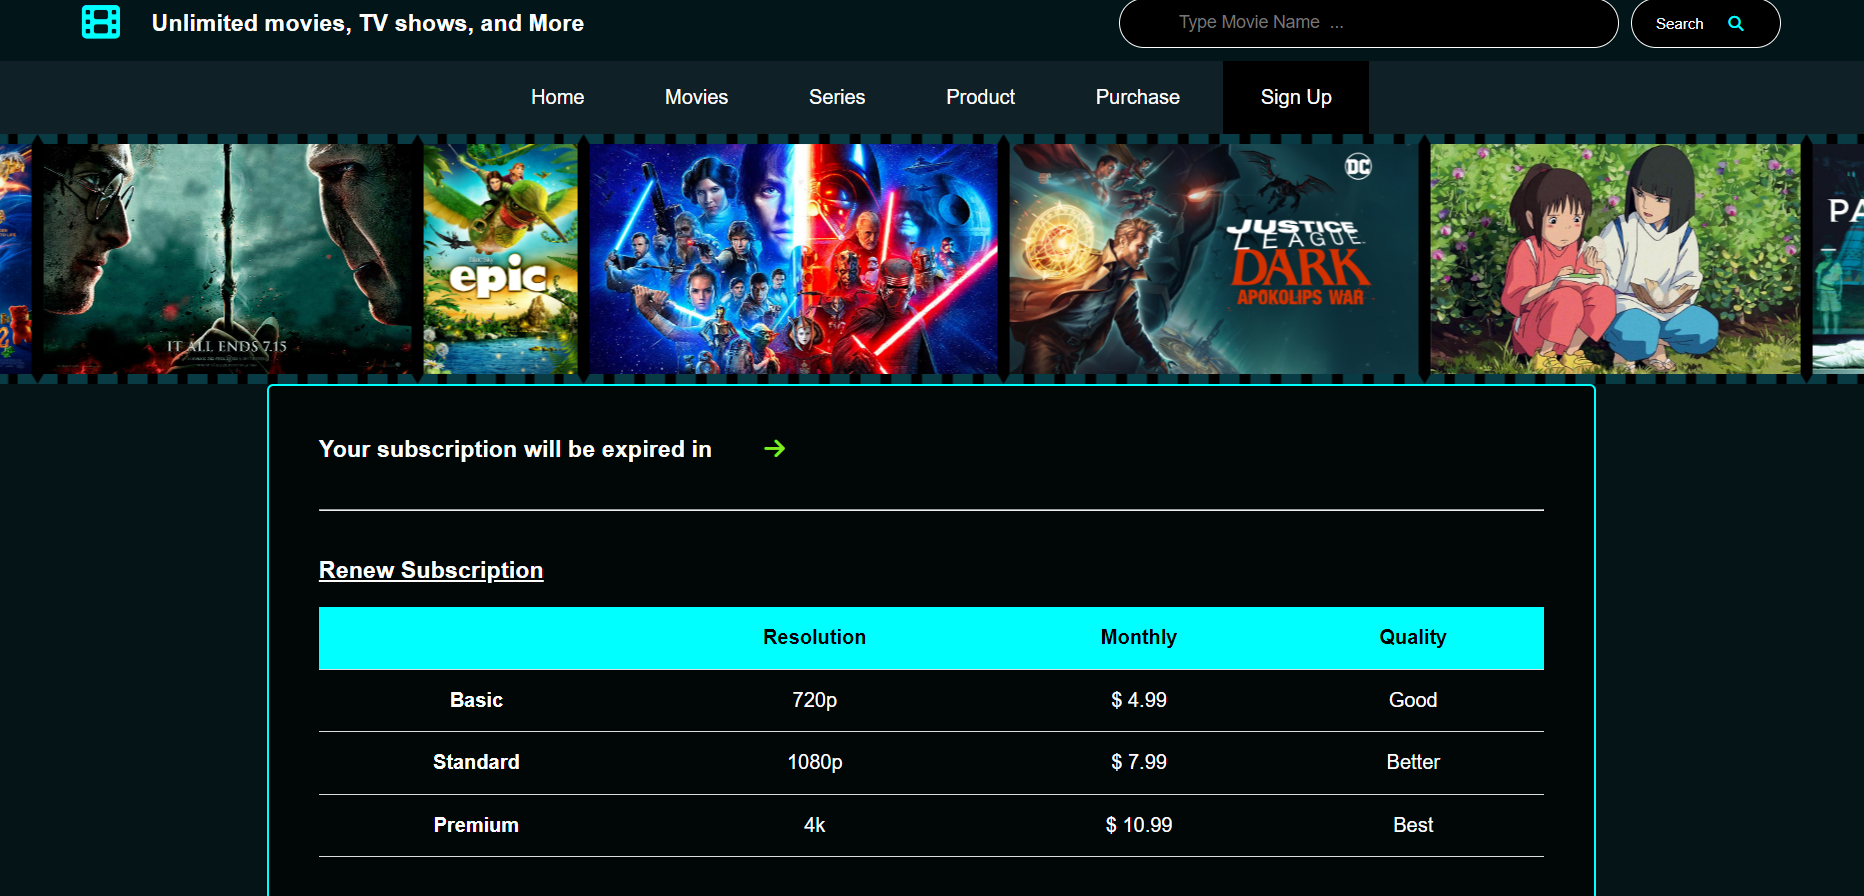 Unlimited movies, TV shows, and More
Type Movie Name ...
Search
Home Movies Series Product Purchase Sign Up
IT ALL ENDS 7.15
epic
DC
JUSTICE
LEAGUE
DARK
APOKOLIPS WAR
PA
2
Your subscription will be expired in
Renew Subscription
Resolution Monthly Quality
Basic 720p $ 4.99 Good
Standard 1080p $ 7.99 Better
Premium 4k $ 10.99 Best